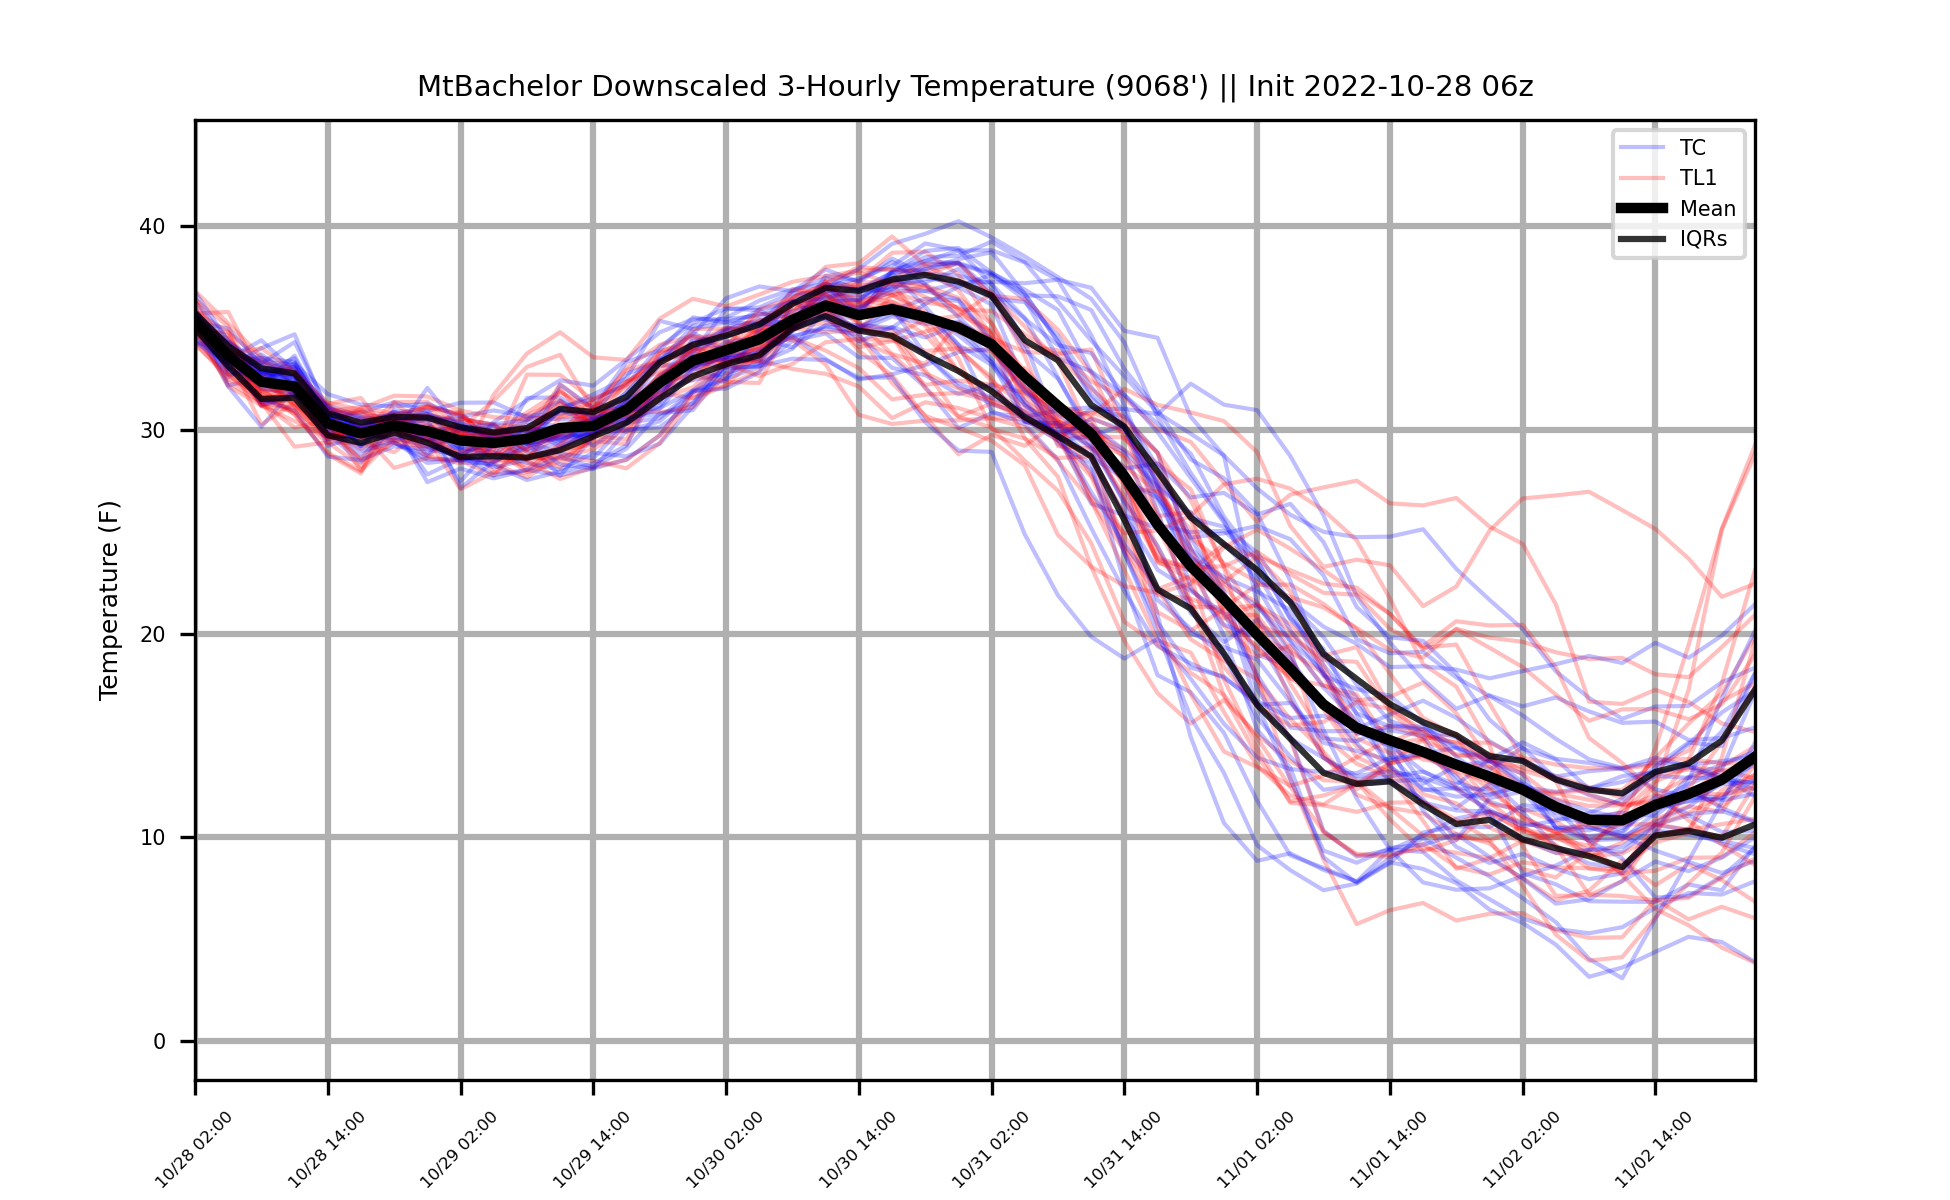 MtBachelor Downscaled 3-Hourly Temperature (9068') || Init 2022-10-28 06z
TC
TL1
Mean
IQRs
Temperature (F)
40
30
20
10
0
10/28 02:00
10/28 14:00
10/29 02:00
10/29 14:00
10/30 02:00
10/30 14:00
10/31 02:00
10/31 14:00
11/01 02:00
11/01 14:00
11/02 02:00
11/02 14:00